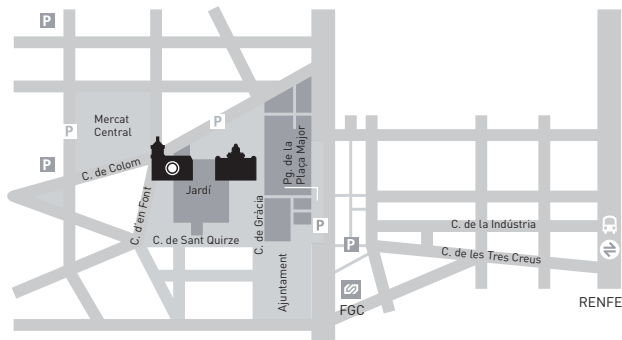 P
P
P
Mercat
Central
P
C. de Colom
Jardí
Pg. de la
Plaça Major
C. d'en Font
C. de Sant Quirze
C. de Gràcia
P
Ajuntament
P
C. de la Indústria
C. de les Tres Creus
FGC
RENFE